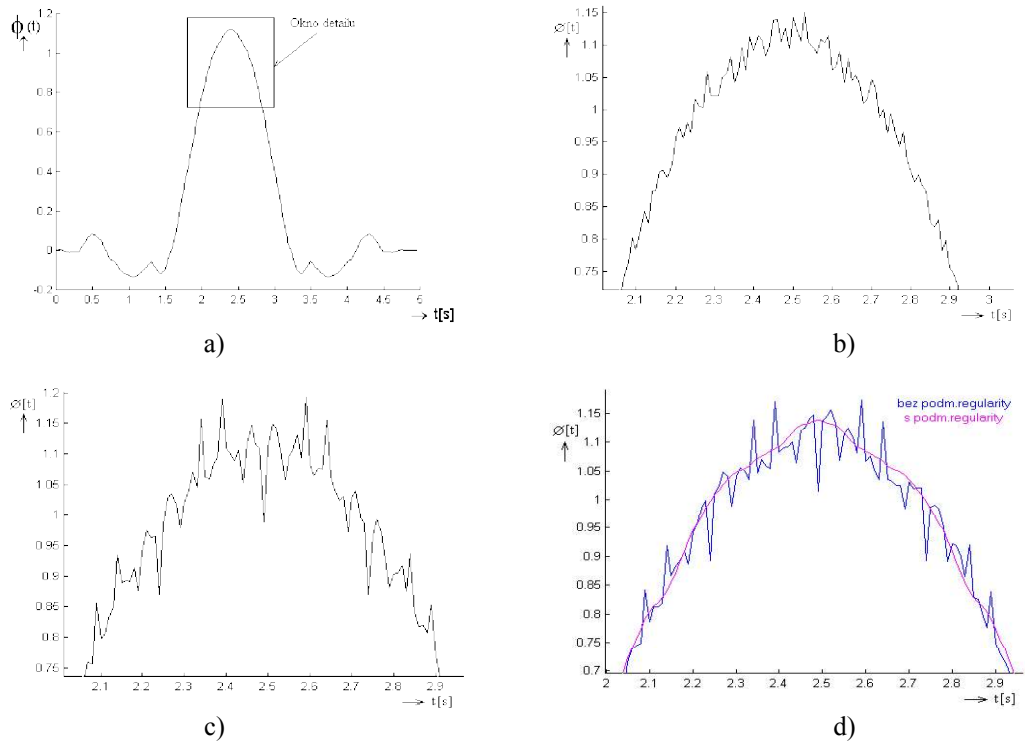 ϕ(t)
1.2
1
0.8
0.6
0.4
0.2
0
-0.2
Okno detailu
0 0.5 1 1.5 2 2.5 3 3.5 4 4.5 5
→ t[s]
a)
ø[t]
1.15
1.1
1.05
1
0.95
0.9
0.85
0.8
0.75
2.1 2.2 2.3 2.4 2.5 2.6 2.7 2.8 2.9 3
→ t[s]
b)
ø[t]
1.2
1.15
1.1
1.05
1
0.95
0.9
0.85
0.8
0.75
2.1 2.2 2.3 2.4 2.5 2.6 2.7 2.8 2.9
→ t[s]
c)
bez podm.regularity
s podm.regularity
ø[t]
1.15
1.1
1.05
1
0.95
0.9
0.85
0.8
0.75
0.7
2 2.1 2.2 2.3 2.4 2.5 2.6 2.7 2.8 2.9
→ t[s]
d)